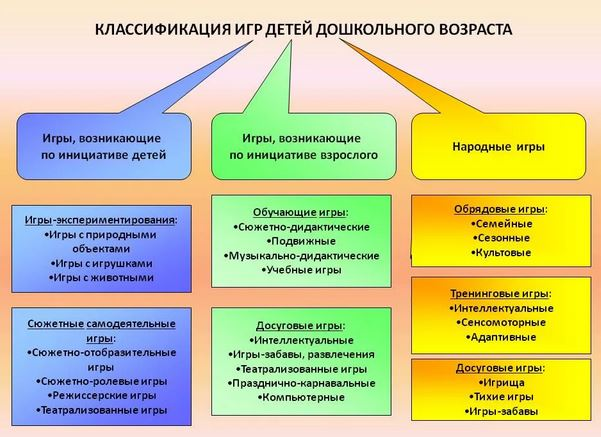 КЛАССИФИКАЦИЯ ИГР ДЕТЕЙ ДОШКОЛЬНОГО ВОЗРАСТА
Игры, возникающие
по инициативе детей
Игры, возникающие
по инициативе взрослого
Народные игры
Игры-экспериментирования:
•Игры с природными
объектами
•Игры с игрушками
•Игры с животными
Сюжетные самодеятельные
игры:
•Сюжетно-отобразительные
игры
•Сюжетно-ролевые игры
•Режиссерские игры
•Театрализованные игры
Обучающие игры:
•Сюжетно-дидактические
•Подвижные
•Музыкально-дидактические
•Учебные игры
Досуговые игры:
•Интеллектуальные
•Игры-забавы, развлечения
•Театрализованные игры
•Празднично-карнавальные
•Компьютерные
Обрядовые игры:
•Семейные
•Сезонные
•Культовые
Тренинговые игры:
•Интеллектуальные
•Сенсомоторные
•Адаптивные
Досуговые игры:
•Игрища
•Тихие игры
•Игры-забавы